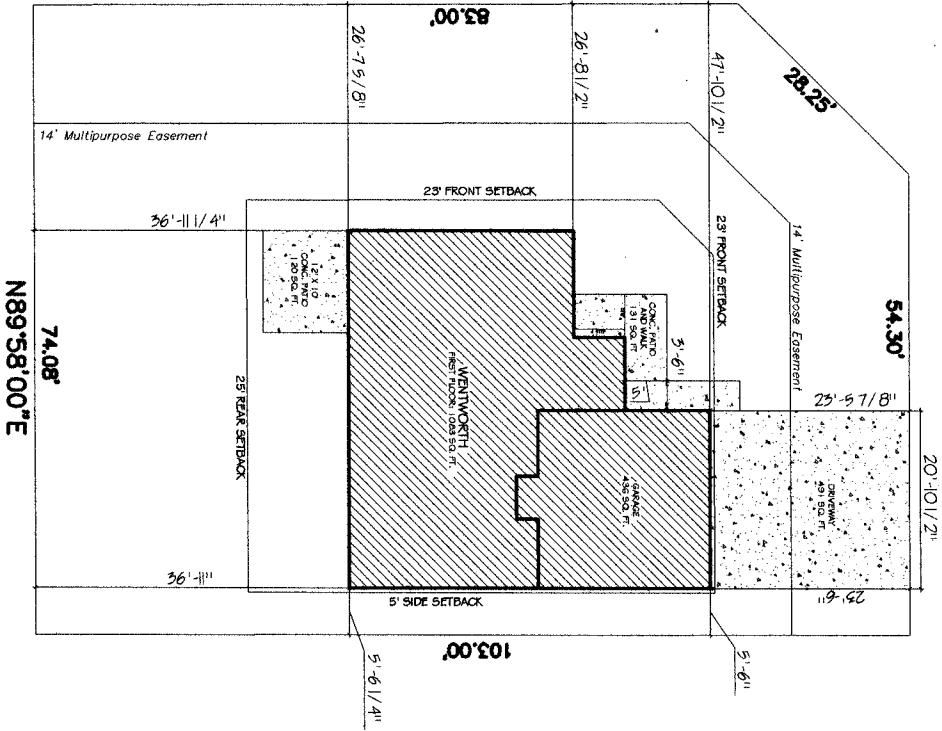 83.00'
28.25'
26'-7 5/8"
26'-8 1/2"
47'-10 1/2"
14' Multipurpose Easement
23' FRONT SETBACK
36'-11 1/4"
23' FRONT SETBACK
14' Multipurpose Easement
54.30'
12' X 10'
CONC. PATIO
120 SQ. FT.
CONC. PATIO
AND WALK
131 SQ. FT.
3'-6"
5'
23'-5 7/8"
20'-10 1/2"
N89°58'00"E
74.08'
25' REAR SETBACK
WENTWORTH
FIRST FLOOR: 1083 SQ. FT.
GARAGE
436 SQ. FT.
DRIVEWAY
491 SQ. FT.
36'-11"
5' SIDE SETBACK
23'-6"
103.00'
5'-6 1/4"
5'-6"